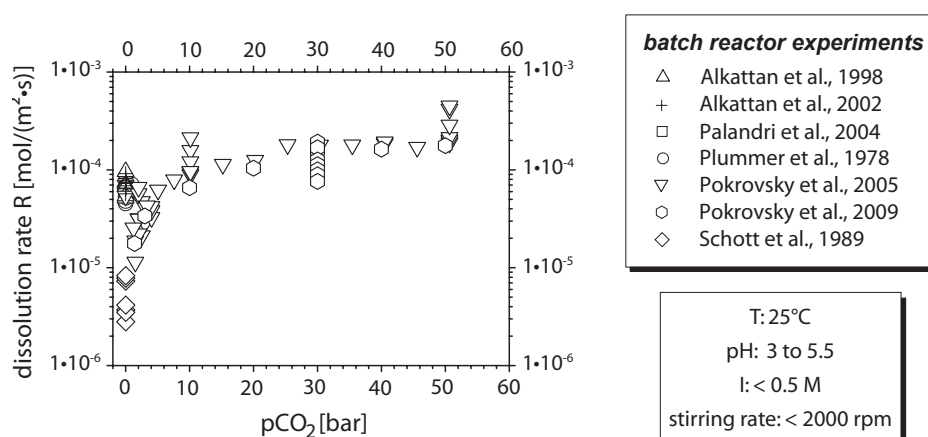 0 10 20 30 40 50 60
1•10⁻³ 1•10⁻³
1•10⁻⁴ 1•10⁻⁴
1•10⁻⁵ 1•10⁻⁵
1•10⁻⁶ 1•10⁻⁶
0 10 20 30 40 50 60
pCO₂ [bar]
dissolution rate R [mol/(m²•s)]
batch reactor experiments
Alkattan et al., 1998
Alkattan et al., 2002
Palandri et al., 2004
Plummer et al., 1978
Pokrovsky et al., 2005
Pokrovsky et al., 2009
Schott et al., 1989
T: 25°C
pH: 3 to 5.5
I: < 0.5 M
stirring rate: < 2000 rpm